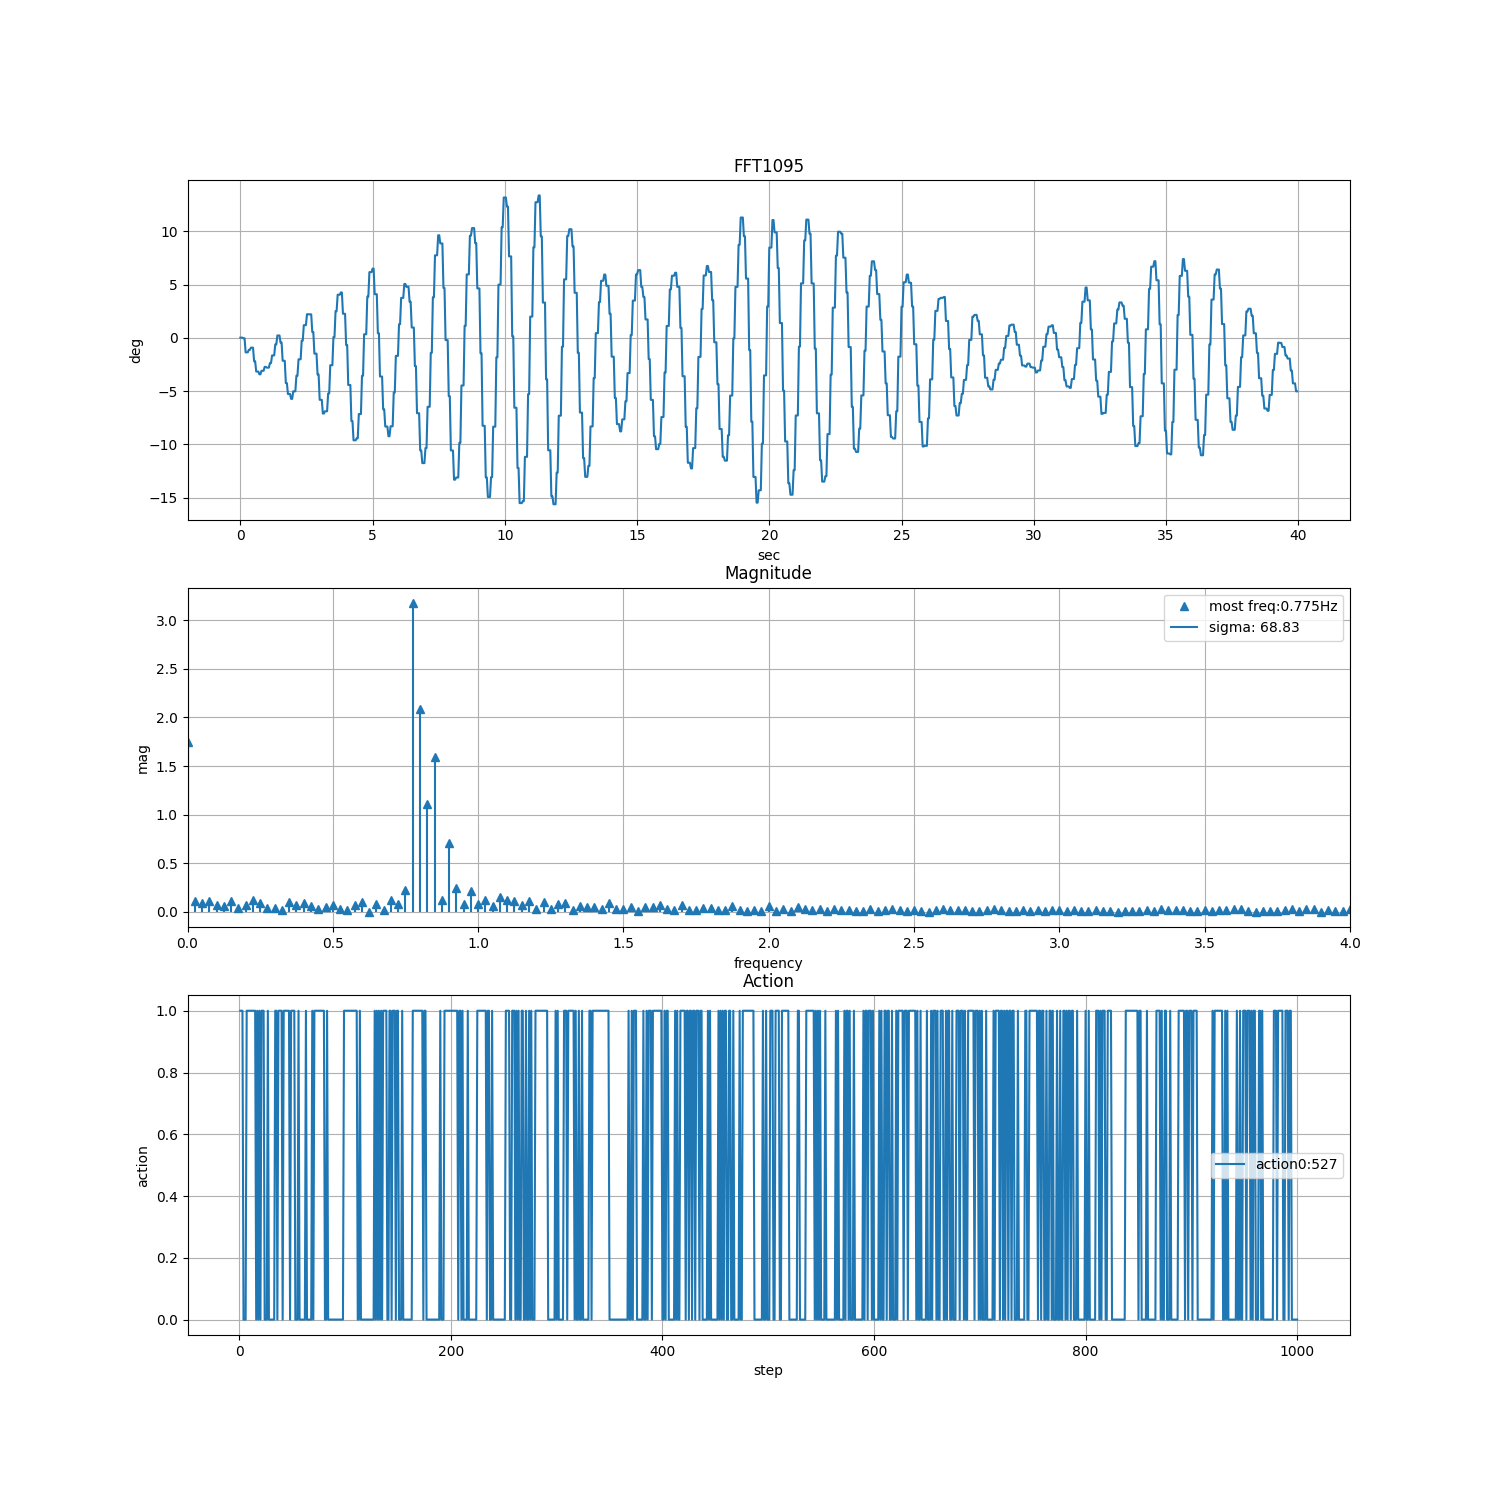 FFT1095
10
5
0
−5
−10
−15
deg
0 5 10 15 20 25 30 35 40
sec
Magnitude
3.0
2.5
2.0
1.5
1.0
0.5
0.0
mag
most freq:0.775Hz
sigma: 68.83
0.0 0.5 1.0 1.5 2.0 2.5 3.0 3.5 4.0
frequency
Action
1.0
0.8
0.6
0.4
0.2
0.0
action
action0:527
0 200 400 600 800 1000
step